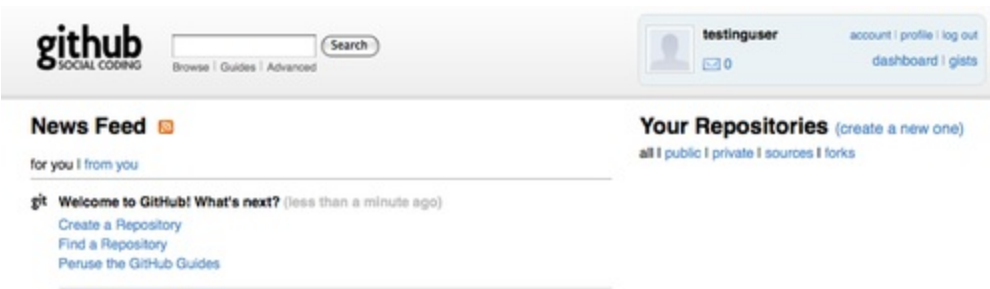 github
SOCIAL CODING
Search
Browse | Guides | Advanced
testinguser
account | profile | log out
0
dashboard | gists
News Feed
for you | from you
git Welcome to GitHub! What's next? (less than a minute ago)
Create a Repository
Find a Repository
Peruse the GitHub Guides
Your Repositories (create a new one)
all | public | private | sources | forks